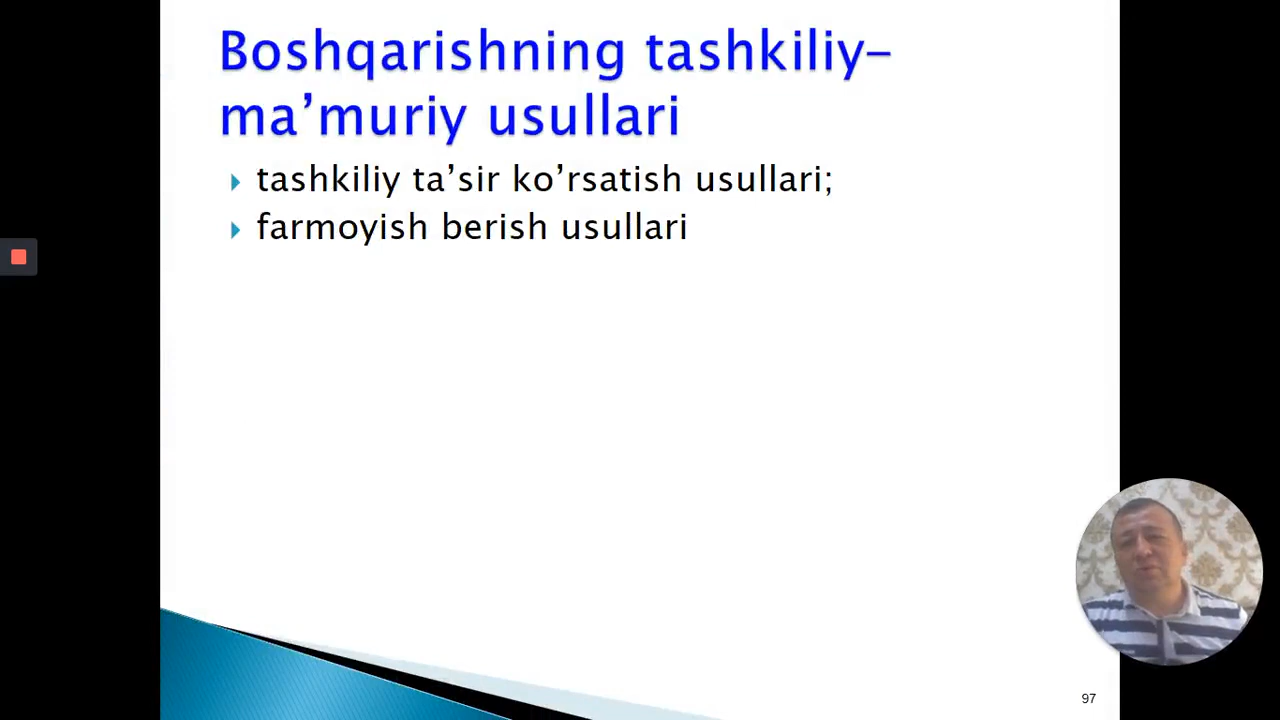 Boshqarishning tashkiliy–
ma’muriy usullari
tashkiliy ta’sir ko’rsatish usullari;
farmoyish berish usullari
97